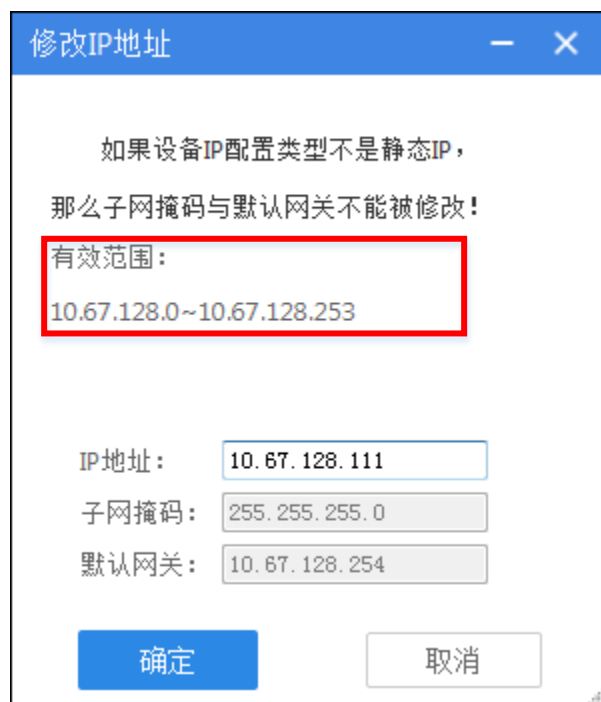 修改IP地址
如果设备IP配置类型不是静态IP，
那么子网掩码与默认网关不能被修改!
有效范围:
10.67.128.0~10.67.128.253
IP地址: 10. 67. 128. 111
子网掩码: 255. 255. 255. 0
默认网关: 10. 67. 128. 254
确定 取消